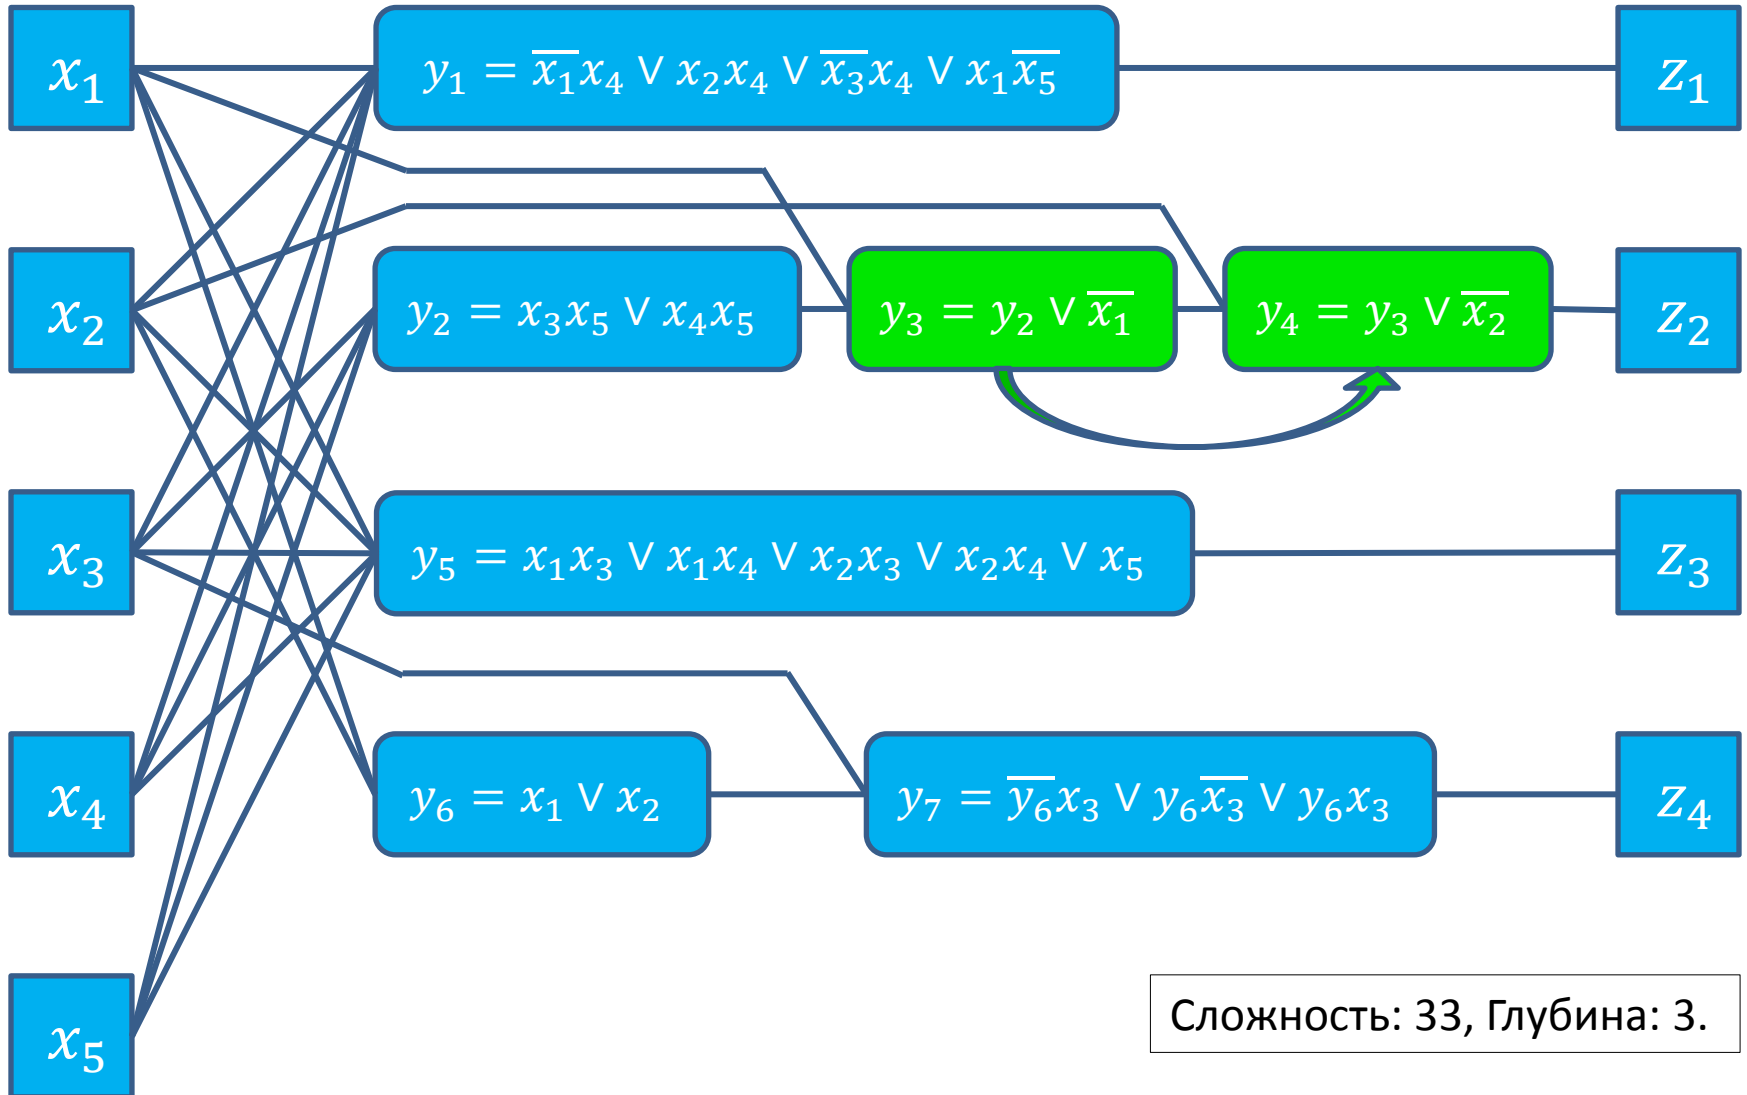 x₁ y₁ = x̅₁x₄ ∨ x₂x₄ ∨ x̅₃x₄ ∨ x₁x̅₅ z₁
x₂ y₂ = x₃x₅ ∨ x₄x₅ y₃ = y₂ ∨ x̅₁ y₄ = y₃ ∨ x̅₂ z₂
x₃ y₅ = x₁x₃ ∨ x₁x₄ ∨ x₂x₃ ∨ x₂x₄ ∨ x₅ z₃
x₄ y₆ = x₁ ∨ x₂ y₇ = y̅₆x₃ ∨ y₆x̅₃ ∨ y₆x₃ z₄
x₅
Сложность: 33, Глубина: 3.